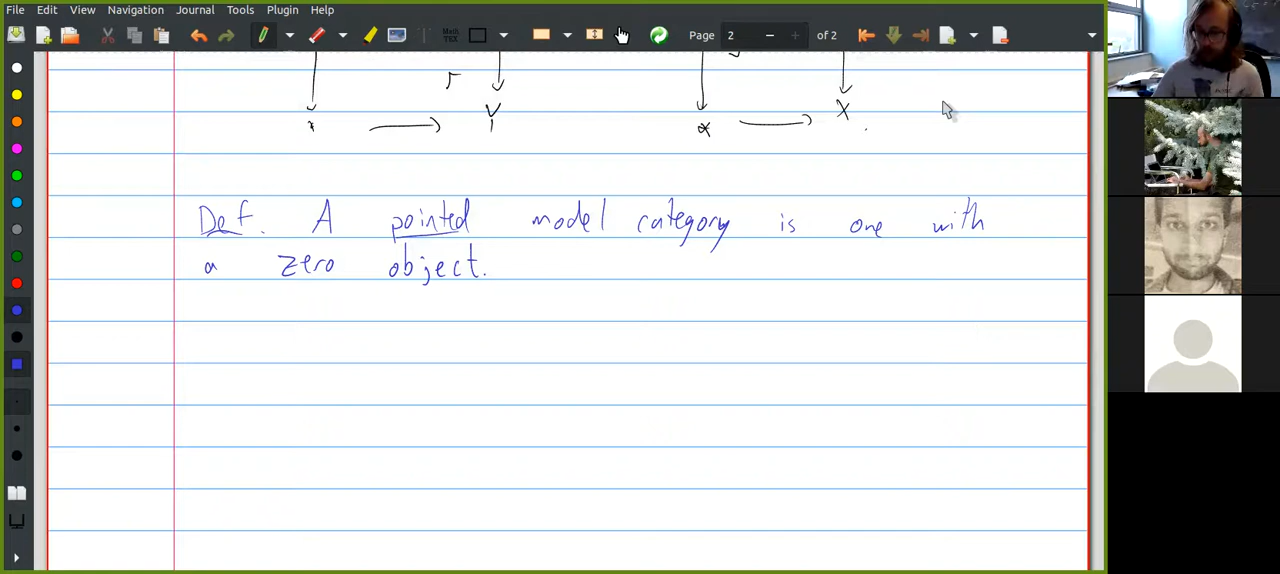 File Edit View Navigation Journal Tools Plugin Help
Page 2 of 2
* → Y
* → X.
Def. A pointed model category is one with
a zero object.